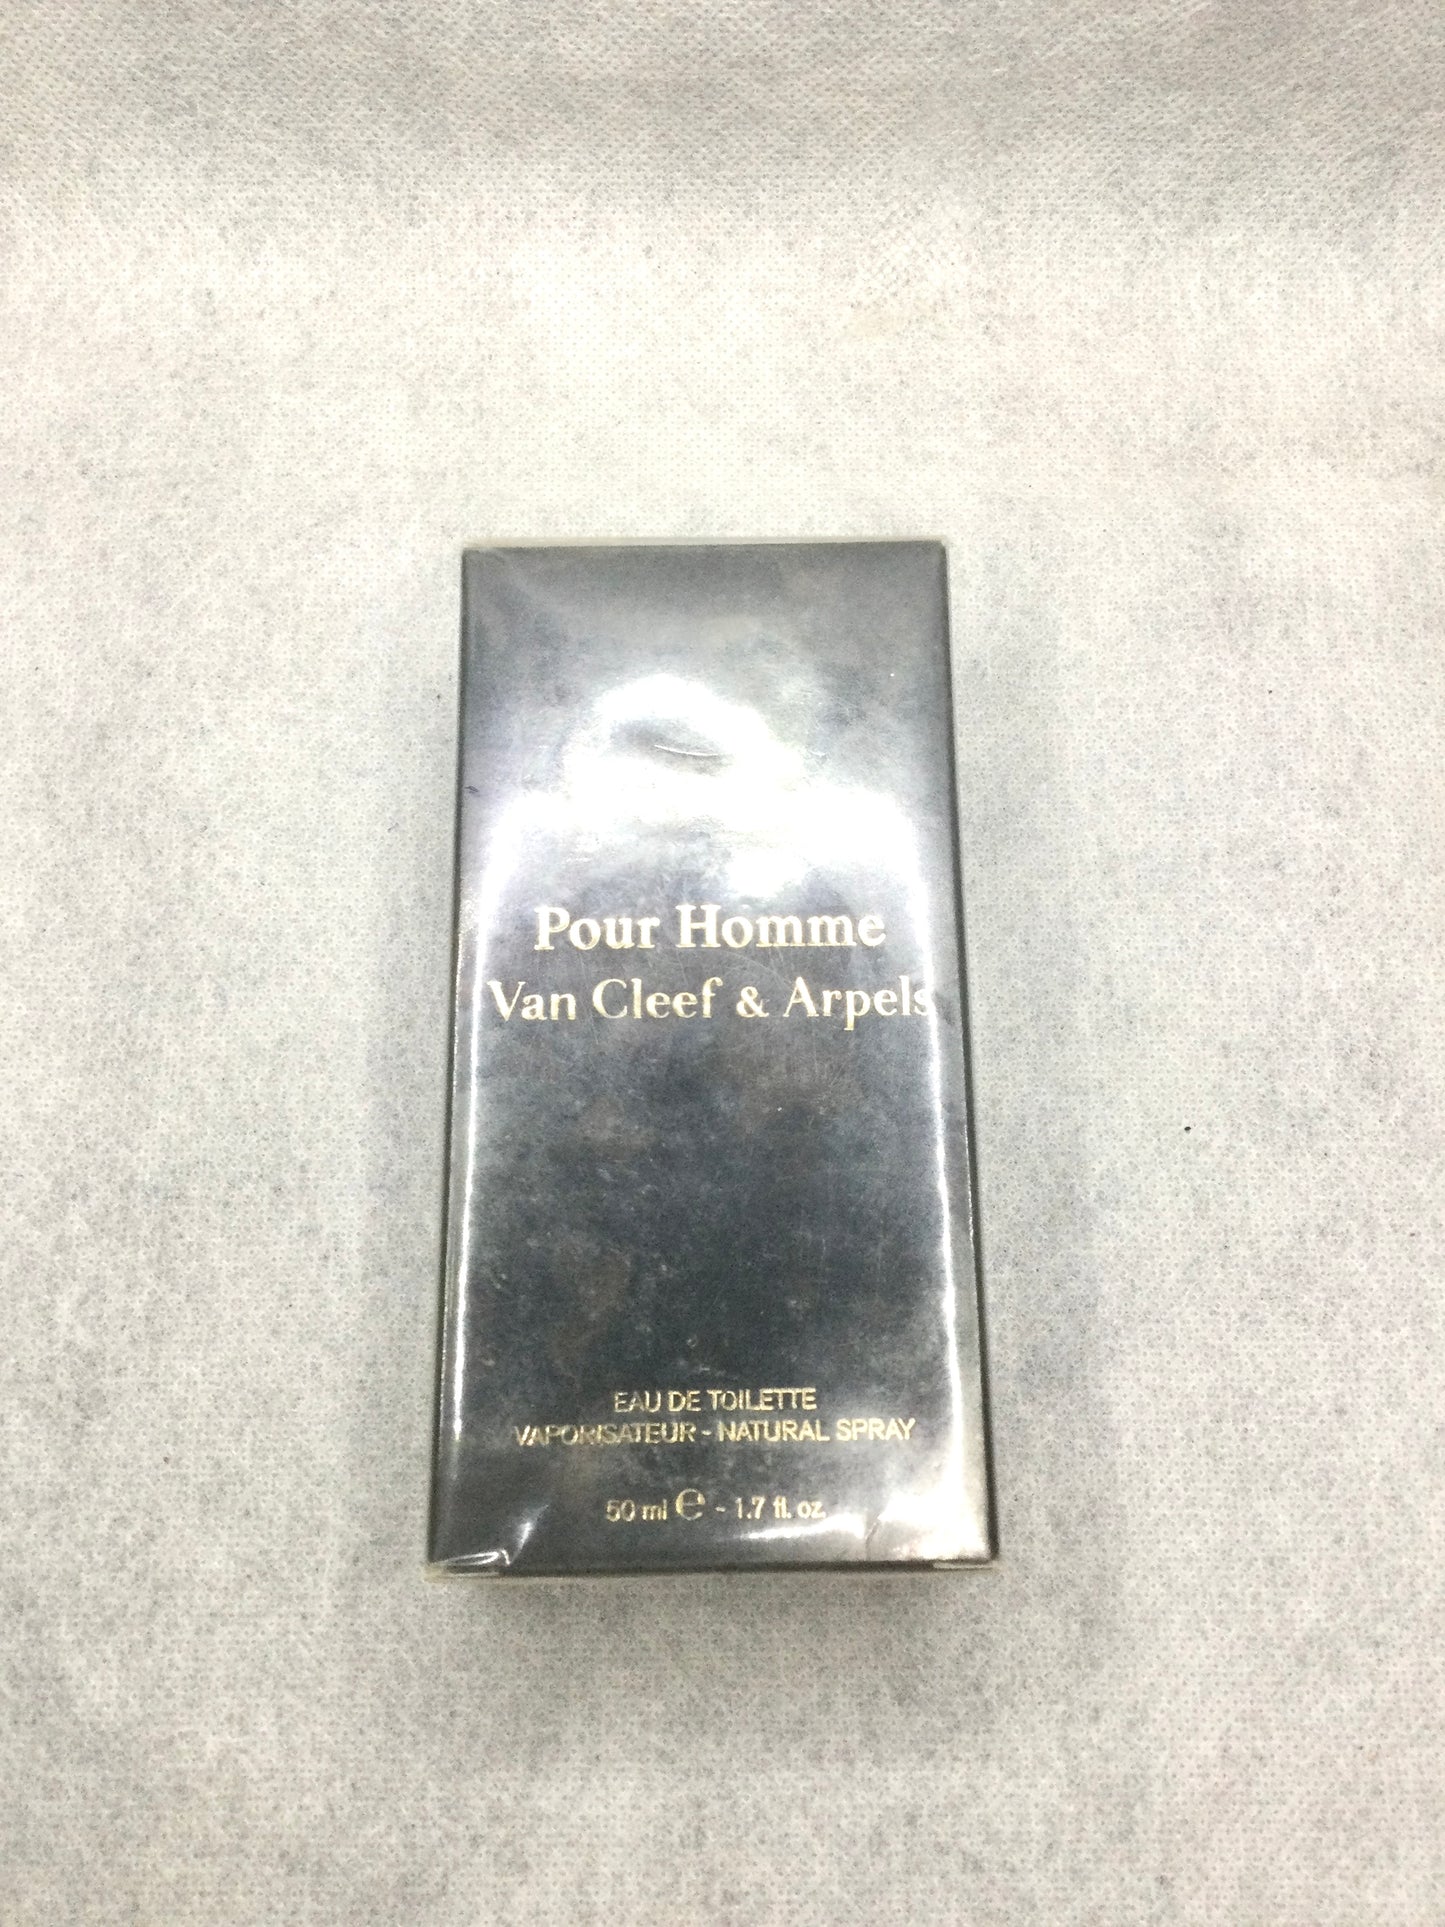 Pour Homme
Van Cleef & Arpels
EAU DE TOILETTE
VAPORISATEUR - NATURAL SPRAY
50 ml e - 1.7 fl. oz.